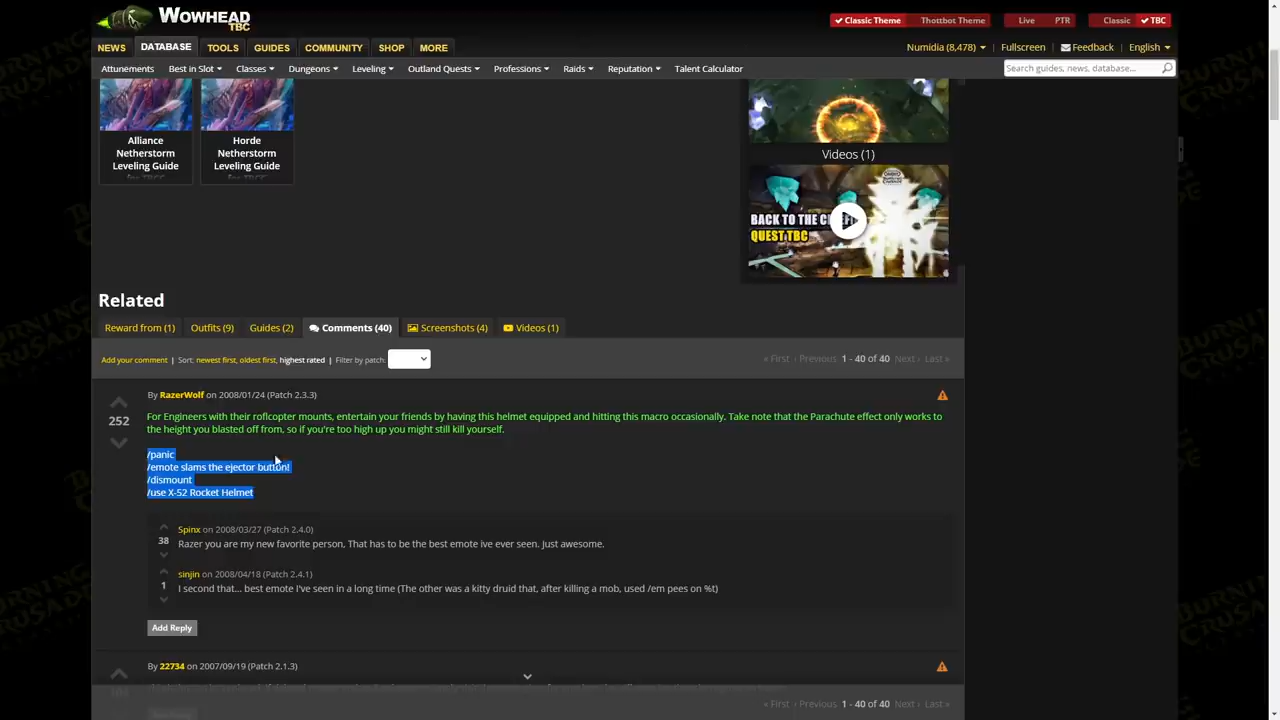 WOWHEAD
TBC
Classic Theme Thottbot Theme Live PTR Classic TBC
NEWS DATABASE TOOLS GUIDES COMMUNITY SHOP MORE
Numidia (8,478) Fullscreen Feedback English
Attunements Best in Slot Classes Dungeons Leveling Outland Quests Professions Raids Reputation Talent Calculator
Search guides, news, database...
Alliance
Netherstorm
Leveling Guide
Horde
Netherstorm
Leveling Guide
Videos (1)
BACK TO THE
QUEST TBC
Related
Reward from (1) Outfits (9) Guides (2) Comments (40) Screenshots (4) Videos (1)
Add your comment | Sort: newest first, oldest first, highest rated | Filter by patch:
« First ‹ Previous 1 - 40 of 40 Next › Last »
By RazerWolf on 2008/01/24 (Patch 2.3.3)
252
For Engineers with their roflcopter mounts, entertain your friends by having this helmet equipped and hitting this macro occasionally. Take note that the Parachute effect only works to
the height you blasted off from, so if you're too high up you might still kill yourself.
/panic
/emote slams the ejector button!
/dismount
/use X-52 Rocket Helmet
Spinx on 2008/03/27 (Patch 2.4.0)
38
Razer you are my new favorite person, That has to be the best emote ive ever seen. Just awesome.
sinjin on 2008/04/18 (Patch 2.4.1)
1
I second that... best emote I've seen in a long time (The other was a kitty druid that, after killing a mob, used /em pees on %t)
Add Reply
By 22734 on 2007/09/19 (Patch 2.1.3)
« First ‹ Previous 1 - 40 of 40 Next › Last »